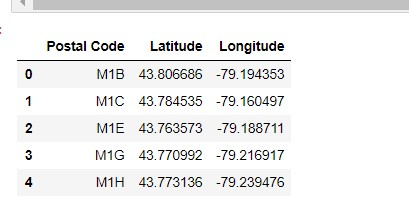 Postal Code Latitude Longitude
0 M1B 43.806686 -79.194353
1 M1C 43.784535 -79.160497
2 M1E 43.763573 -79.188711
3 M1G 43.770992 -79.216917
4 M1H 43.773136 -79.239476